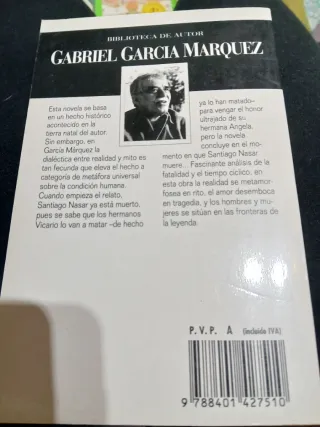 BIBLIOTECA DE AUTOR
GABRIEL GARCIA MARQUEZ
Esta novela se basa
en un hecho histórico
acontecido en la
tierra natal del autor.
Sin embargo, en
García Márquez la
dialéctica entre realidad y mito es
tan fecunda que eleva el hecho a
categoría de metáfora universal
sobre la condición humana.
Cuando empieza el relato,
Santiago Nasar ya está muerto,
pues se sabe que los hermanos
Vicario lo van a matar –de hecho
ya lo han matado–
para vengar el honor
ultrajado de su
hermana Angela,
pero la novela
concluye en el mo-
mento en que Santiago Nasar
muere... Fascinante análisis de la
fatalidad y el tiempo cíclico, en
esta obra la realidad se metamor-
fosea en rito, el amor desemboca
en tragedia, y los hombres y mu-
jeres se sitúan en las fronteras de
la leyenda.
P.V.P. A (incluido IVA)
9 788401 427510